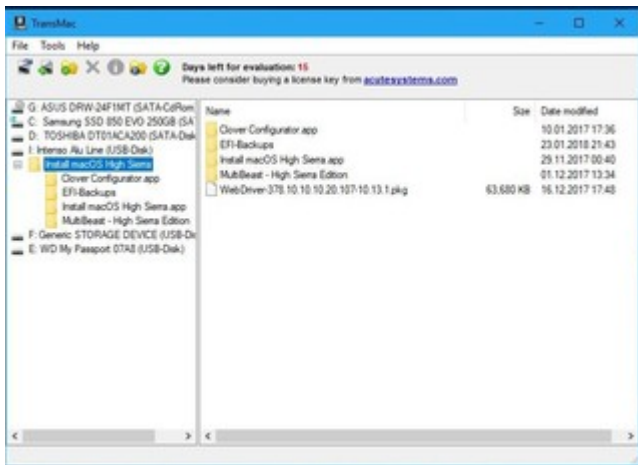 TransMac
File Tools Help
Days left for evaluation: 15
Please consider buying a license key from acutesystems.com
G: ASUS DRW-24F1MT (SATA-CdRom
C: Samsung SSD 850 EVO 250GB (SA
D: TOSHIBA DT01ACA200 (SATA-Disk
I: Intenso Alu Line (USB-Disk)
Install macOS High Sierra
Clover Configurator.app
EFI-Backups
Install macOS High Sierra.app
MultiBeast - High Sierra Edition
F: Generic STORAGE DEVICE (USB-Di
E: WD My Passport 07A8 (USB-Disk)
Name Size Date modified
Clover Configurator.app 10.01.2017 17:36
EFI-Backups 23.01.2018 21:43
Install macOS High Sierra.app 29.11.2017 00:40
MultiBeast - High Sierra Edition 01.12.2017 13:34
WebDriver-378.10.10.10.20.107-10.13.1.pkg 63,680 KB 16.12.2017 17:48